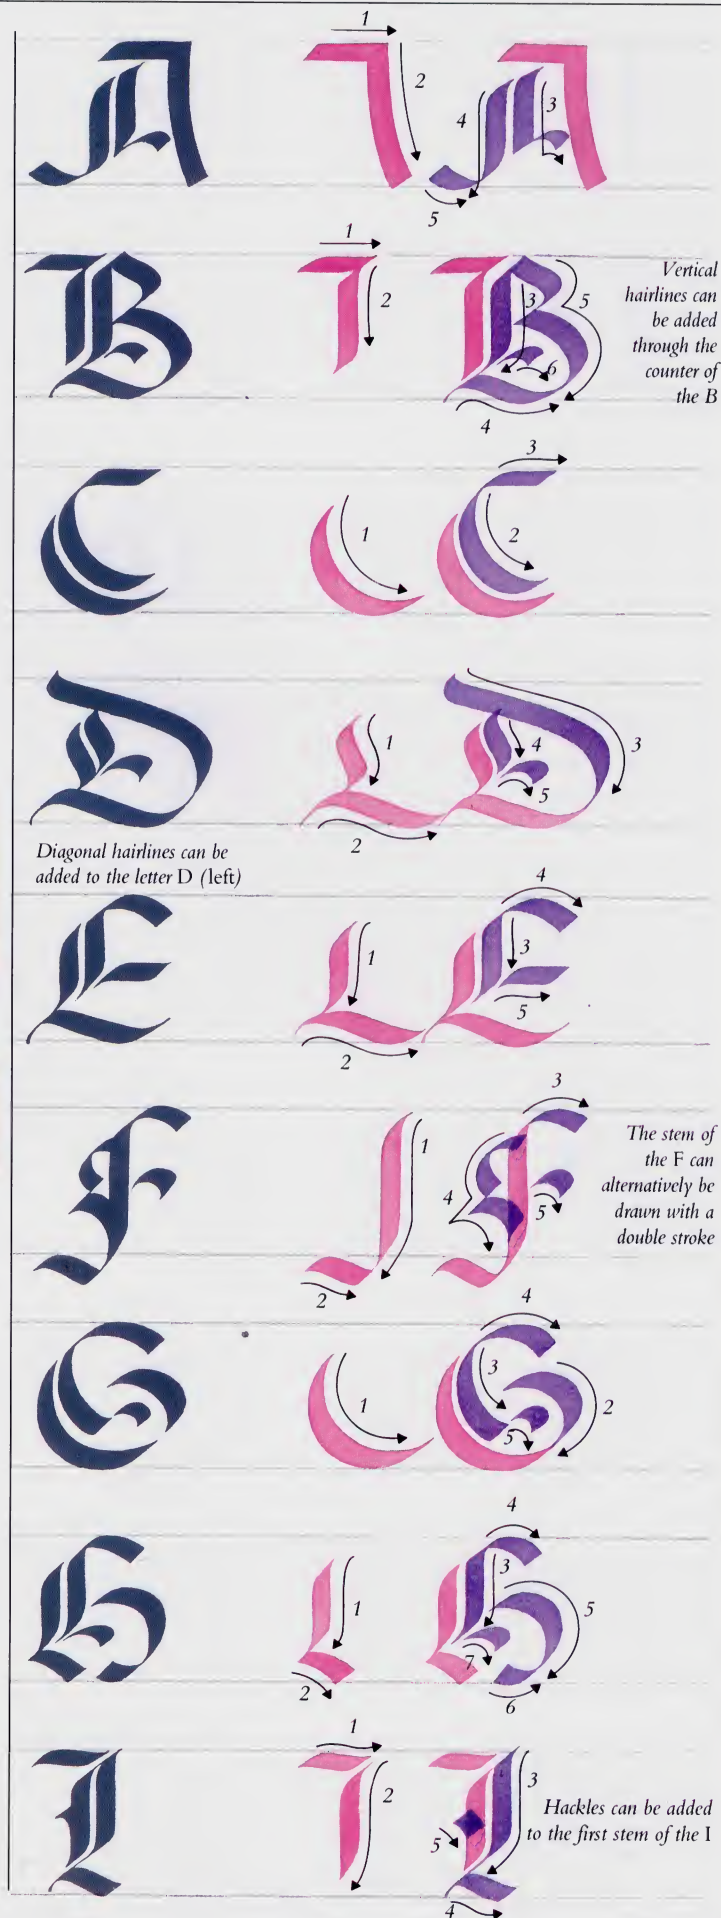 A 1 2 4 3 A 5
B 1 2 3 B 5 6 4
Vertical
hairlines can
be added
through the
counter of
the B
C 1 C 3 2
D 1 2 D 4 3 5
Diagonal hairlines can be
added to the letter D (left)
E 1 2 E 4 3 5
F 1 2 F 3 4 5
The stem of
the F can
alternatively be
drawn with a
double stroke
G 1 G 4 3 2 5
H 1 2 H 4 3 5 7 6
I 1 2 I 3 5 4
Hackles can be added
to the first stem of the I